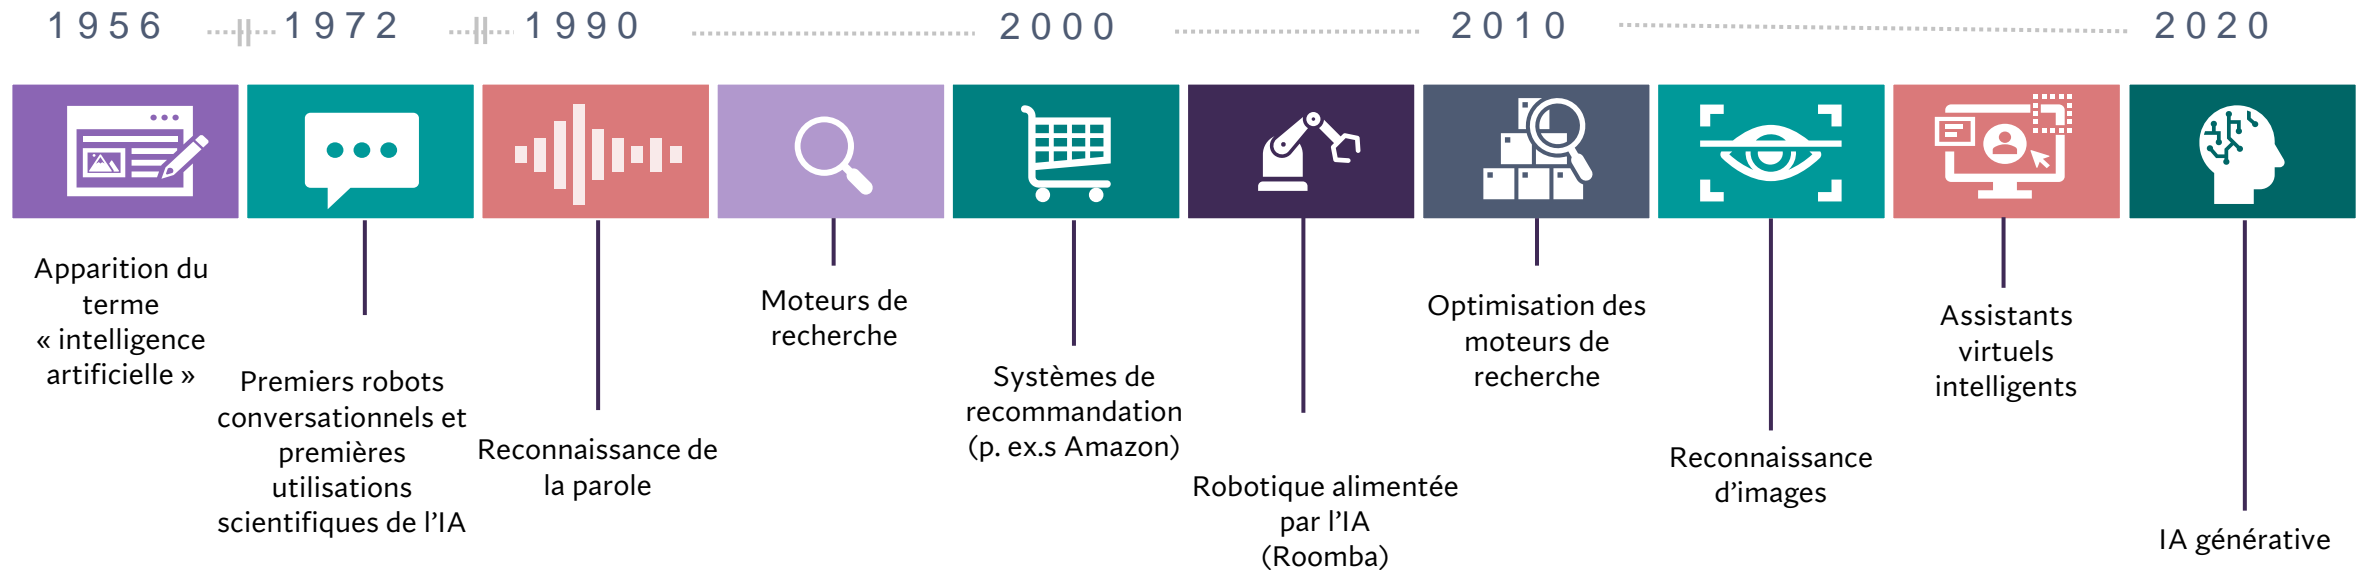 1956
1972
1990
2000
2010
2020
Apparition du
terme
« intelligence
artificielle »
Premiers robots
conversationnels et
premières
utilisations
scientifiques de l’IA
Reconnaissance de
la parole
Moteurs de
recherche
Systèmes de
recommandation
(p. ex.s Amazon)
Robotique alimentée
par l’IA
(Roomba)
Optimisation des
moteurs de
recherche
Reconnaissance
d’images
Assistants
virtuels
intelligents
IA générative